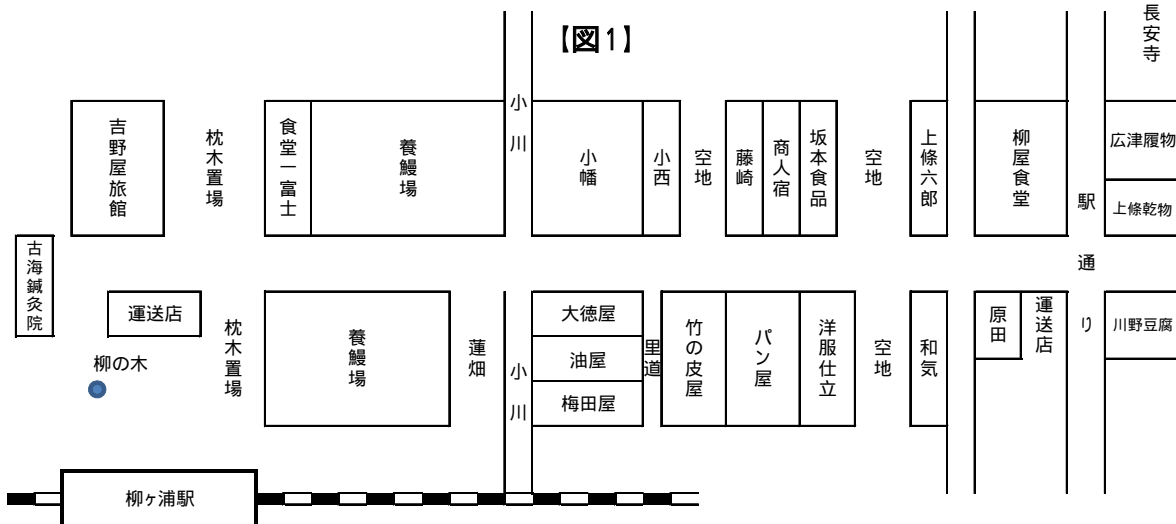 【図1】
長安寺
小川
吉野屋旅館
枕木置場
食堂一富士
養鰻場
小幡
小西
空地
藤崎
商人宿
坂本食品
空地
上條六郎
柳屋食堂
駅通り
広津履物
上條乾物
古海鍼灸院
運送店
枕木置場
養鰻場
蓮畑
小川
大徳屋
油屋
梅田屋
里道
竹の皮屋
パン屋
洋服仕立
空地
和気
原田
運送店
川野豆腐
柳の木
柳ヶ浦駅